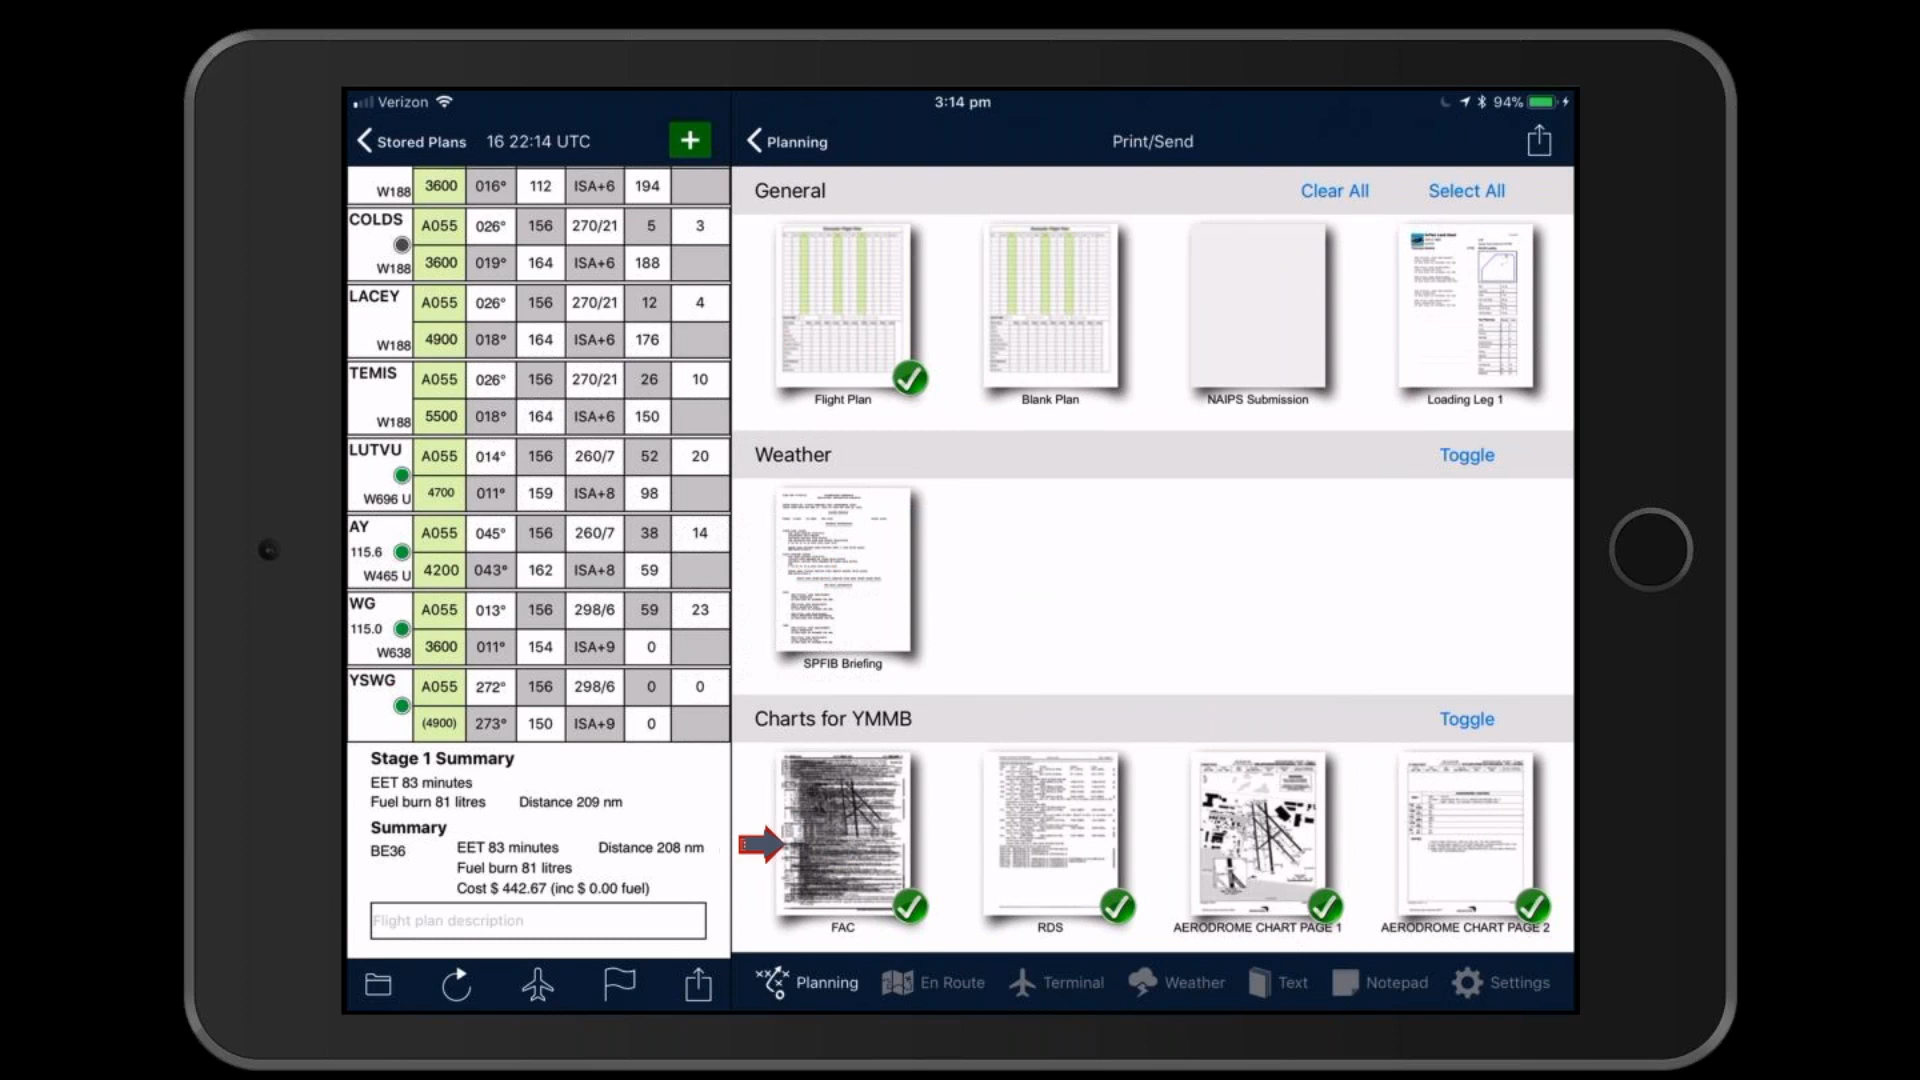 Verizon
3:14 pm
94%
Stored Plans 16 22:14 UTC +
Planning
Print/Send
W188 3600 016° 112 ISA+6 194
COLDS A055 026° 156 270/21 5 3
W188 3600 019° 164 ISA+6 188
LACEY A055 026° 156 270/21 12 4
W188 4900 018° 164 ISA+6 176
TEMIS A055 026° 156 270/21 26 10
W188 5500 018° 164 ISA+6 150
LUTVU A055 014° 156 260/7 52 20
W696 U 4700 011° 159 ISA+8 98
AY A055 045° 156 260/7 38 14
115.6
W465 U 4200 043° 162 ISA+8 59
WG A055 013° 156 298/6 59 23
115.0
W638 3600 011° 154 ISA+9 0
YSWG A055 272° 156 298/6 0 0
(4900) 273° 150 ISA+9 0
Stage 1 Summary
EET 83 minutes
Fuel burn 81 litres Distance 209 nm
Summary
BE36 EET 83 minutes Distance 208 nm
Fuel burn 81 litres
Cost $ 442.67 (inc $ 0.00 fuel)
Flight plan description
General Clear All Select All
Flight Plan
Blank Plan
NAIPS Submission
Loading Leg 1
Weather Toggle
SPFIB Briefing
Charts for YMMB Toggle
FAC
RDS
AERODROME CHART PAGE 1
AERODROME CHART PAGE 2
Planning
En Route
Terminal
Weather
Text
Notepad
Settings